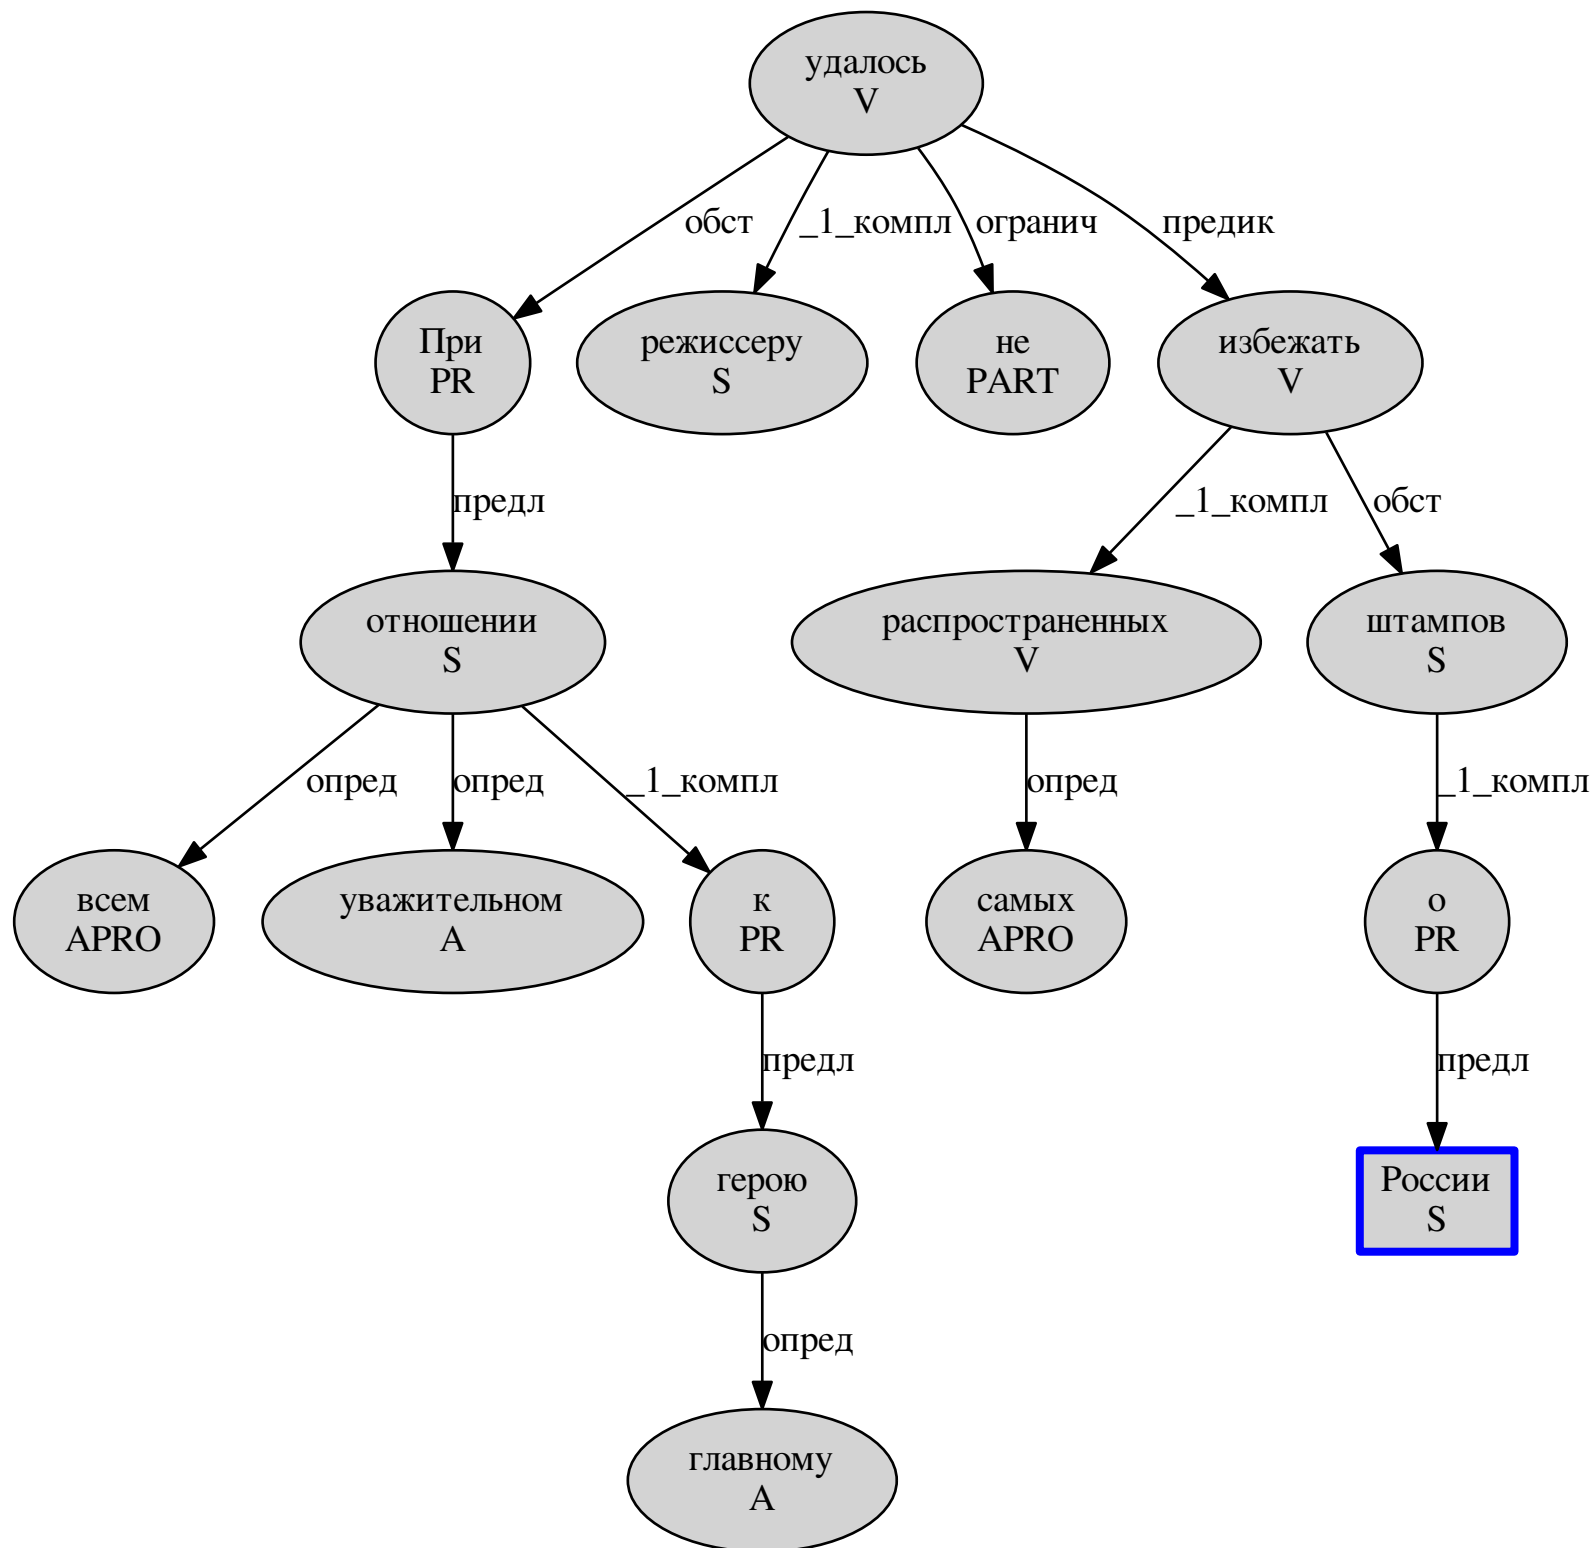 удалось
V
обст
_1_компл
огранич
предик
При
PR
режиссеру
S
не
PART
избежать
V
предл
_1_компл
обст
отношении
S
распространенных
V
штампов
S
опред
опред
_1_компл
опред
_1_компл
всем
APRO
уважительном
A
к
PR
самых
APRO
о
PR
предл
предл
герою
S
России
S
опред
главному
A